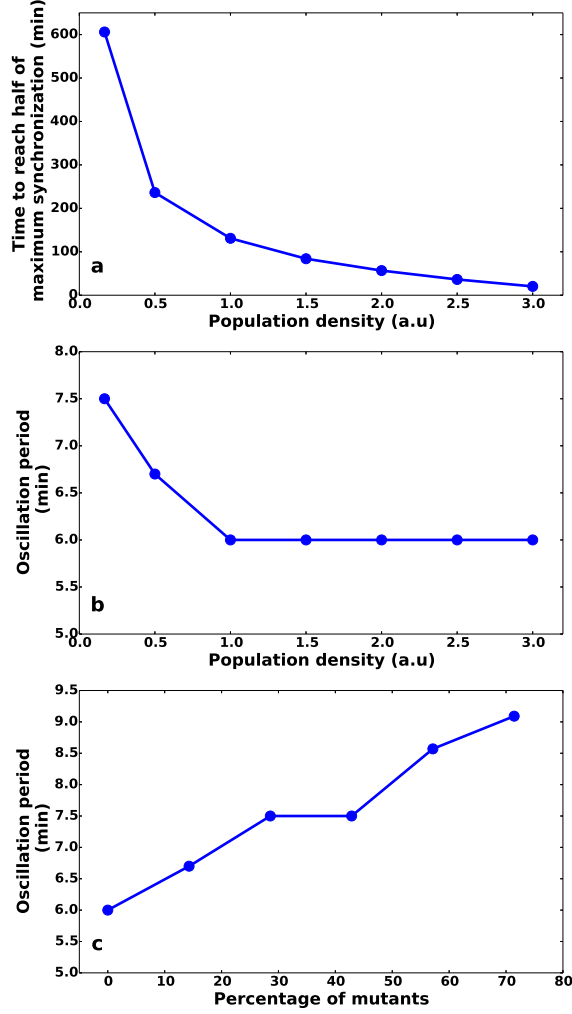 600
500
400
300
200
100
0
Time to reach half of
maximum synchronization (min)
a
0.0 0.5 1.0 1.5 2.0 2.5 3.0
Population density (a.u)
8.0
7.5
7.0
6.5
6.0
5.5
5.0
Oscillation period
(min)
b
0.0 0.5 1.0 1.5 2.0 2.5 3.0
Population density (a.u)
9.5
9.0
8.5
8.0
7.5
7.0
6.5
6.0
5.5
5.0
Oscillation period
(min)
c
0 10 20 30 40 50 60 70 80
Percentage of mutants